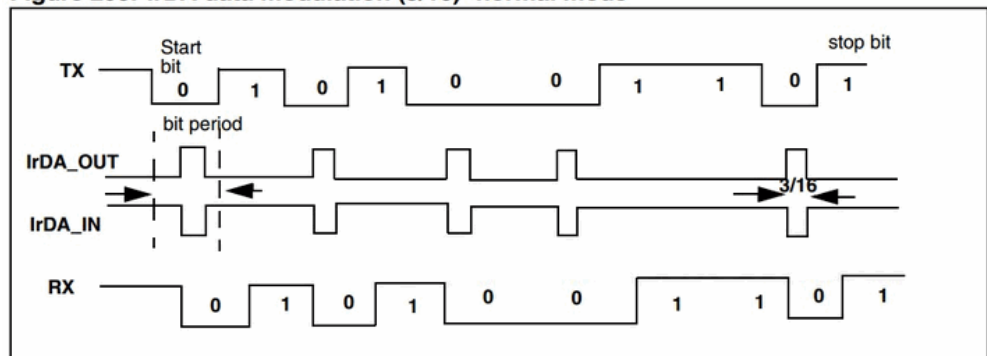 Figure IrDA data modulation (3/16) -Normal Mode
Start bit
stop bit
TX
0 1 0 1 0 0 1 1 0 1
bit period
IrDA_OUT
3/16
IrDA_IN
RX
0 1 0 1 0 0 1 1 0 1